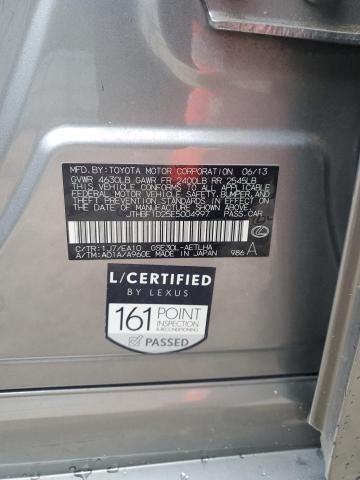 MFD. BY: TOYOTA MOTOR CORPORATION 06/13
GVWR 4630LB GAWR FR 2400LB RR 2545LB
THIS VEHICLE CONFORMS TO ALL APPLICABLE
FEDERAL MOTOR VEHICLE SAFETY, BUMPER, AND
THEFT PREVENTION STANDARDS IN EFFECT ON
THE DATE OF MANUFACTURE SHOWN ABOVE.
JTHBF1D25E5004997 PASS.CAR
C/TR: 1J7/EA10 GSE30L-AETLHA
A/TM: A01A/A960E MADE IN JAPAN 986 A
L/CERTIFIED
BY LEXUS
161 POINT
INSPECTION
& RECONDITIONING
PASSED